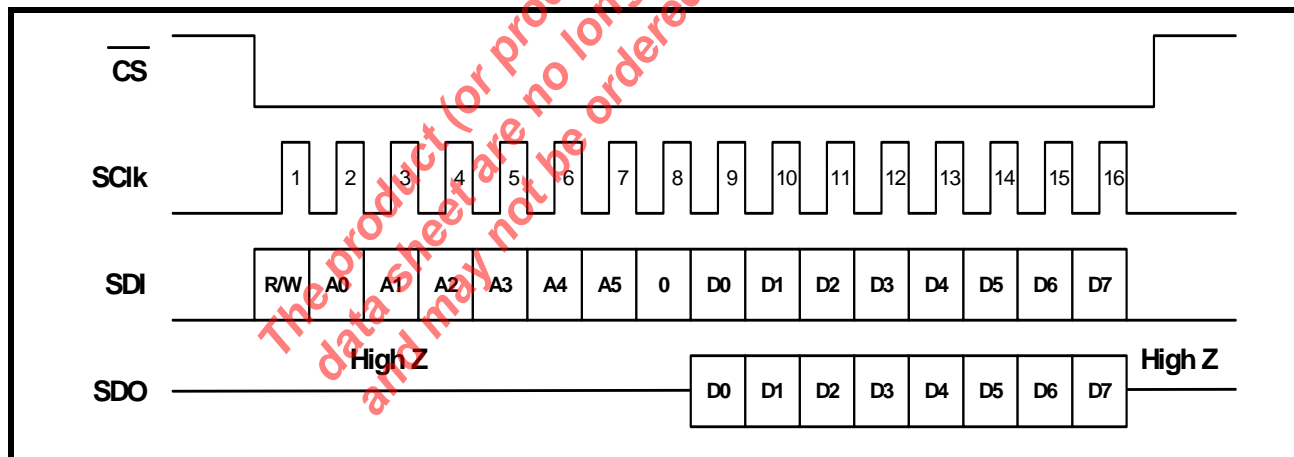 CS
SClk
1 2 3 4 5 6 7 8 9 10 11 12 13 14 15 16
SDI
R/W A0 A1 A2 A3 A4 A5 0 D0 D1 D2 D3 D4 D5 D6 D7
High Z
High Z
SDO
D0 D1 D2 D3 D4 D5 D6 D7
The product (or
data sheet are no
and may not be ordered